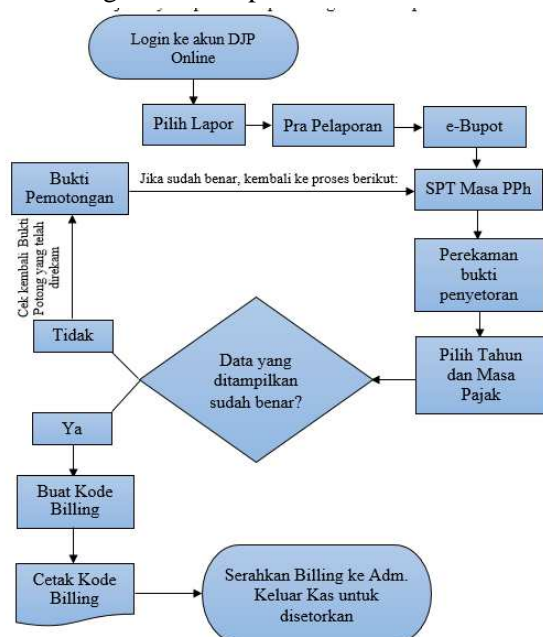 Login ke akun DJP
Online
Pilih Lapor
Pra Pelaporan
e-Bupot
Bukti
Pemotongan
Jika sudah benar, kembali ke proses berikut:
SPT Masa PPh
Cek kembali Bukti
Potong yang telah
direkam
Perekaman
bukti
penyetoran
Tidak
Data yang
ditampilkan
sudah benar?
Pilih Tahun
dan Masa
Pajak
Ya
Buat Kode
Billing
Cetak Kode
Billing
Serahkan Billing ke Adm.
Keluar Kas untuk
disetorkan